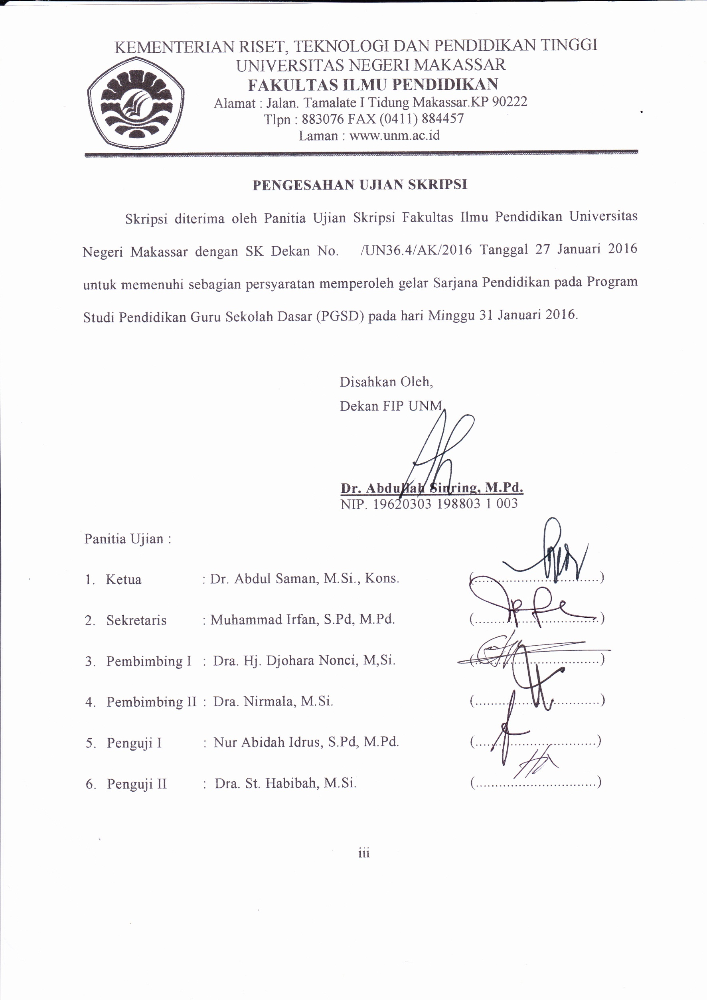 KEMENTERIAN RISET, TEKNOLOGI DAN PENDIDIKAN TINGGI
UNIVERSITAS NEGERI MAKASSAR
FAKULTAS ILMU PENDIDIKAN
Alamat : Jalan. Tamalate I Tidung Makassar.KP 90222
Tlpn : 883076 FAX (0411) 884457
Laman : www.unm.ac.id
PENGESAHAN UJIAN SKRIPSI
Skripsi diterima oleh Panitia Ujian Skripsi Fakultas Ilmu Pendidikan Universitas
Negeri Makassar dengan SK Dekan No. /UN36.4/AK/2016 Tanggal 27 Januari 2016
untuk memenuhi sebagian persyaratan memperoleh gelar Sarjana Pendidikan pada Program
Studi Pendidikan Guru Sekolah Dasar (PGSD) pada hari Minggu 31 Januari 2016.
Disahkan Oleh,
Dekan FIP UNM,
Dr. Abdullah Sinring, M.Pd.
NIP. 19620303 198803 1 003
Panitia Ujian :
1. Ketua : Dr. Abdul Saman, M.Si., Kons. (................................)
2. Sekretaris : Muhammad Irfan, S.Pd, M.Pd. (................................)
3. Pembimbing I : Dra. Hj. Djohara Nonci, M,Si. (................................)
4. Pembimbing II : Dra. Nirmala, M.Si. (................................)
5. Penguji I : Nur Abidah Idrus, S.Pd, M.Pd. (...............................)
6. Penguji II : Dra. St. Habibah, M.Si. (...............................)
iii